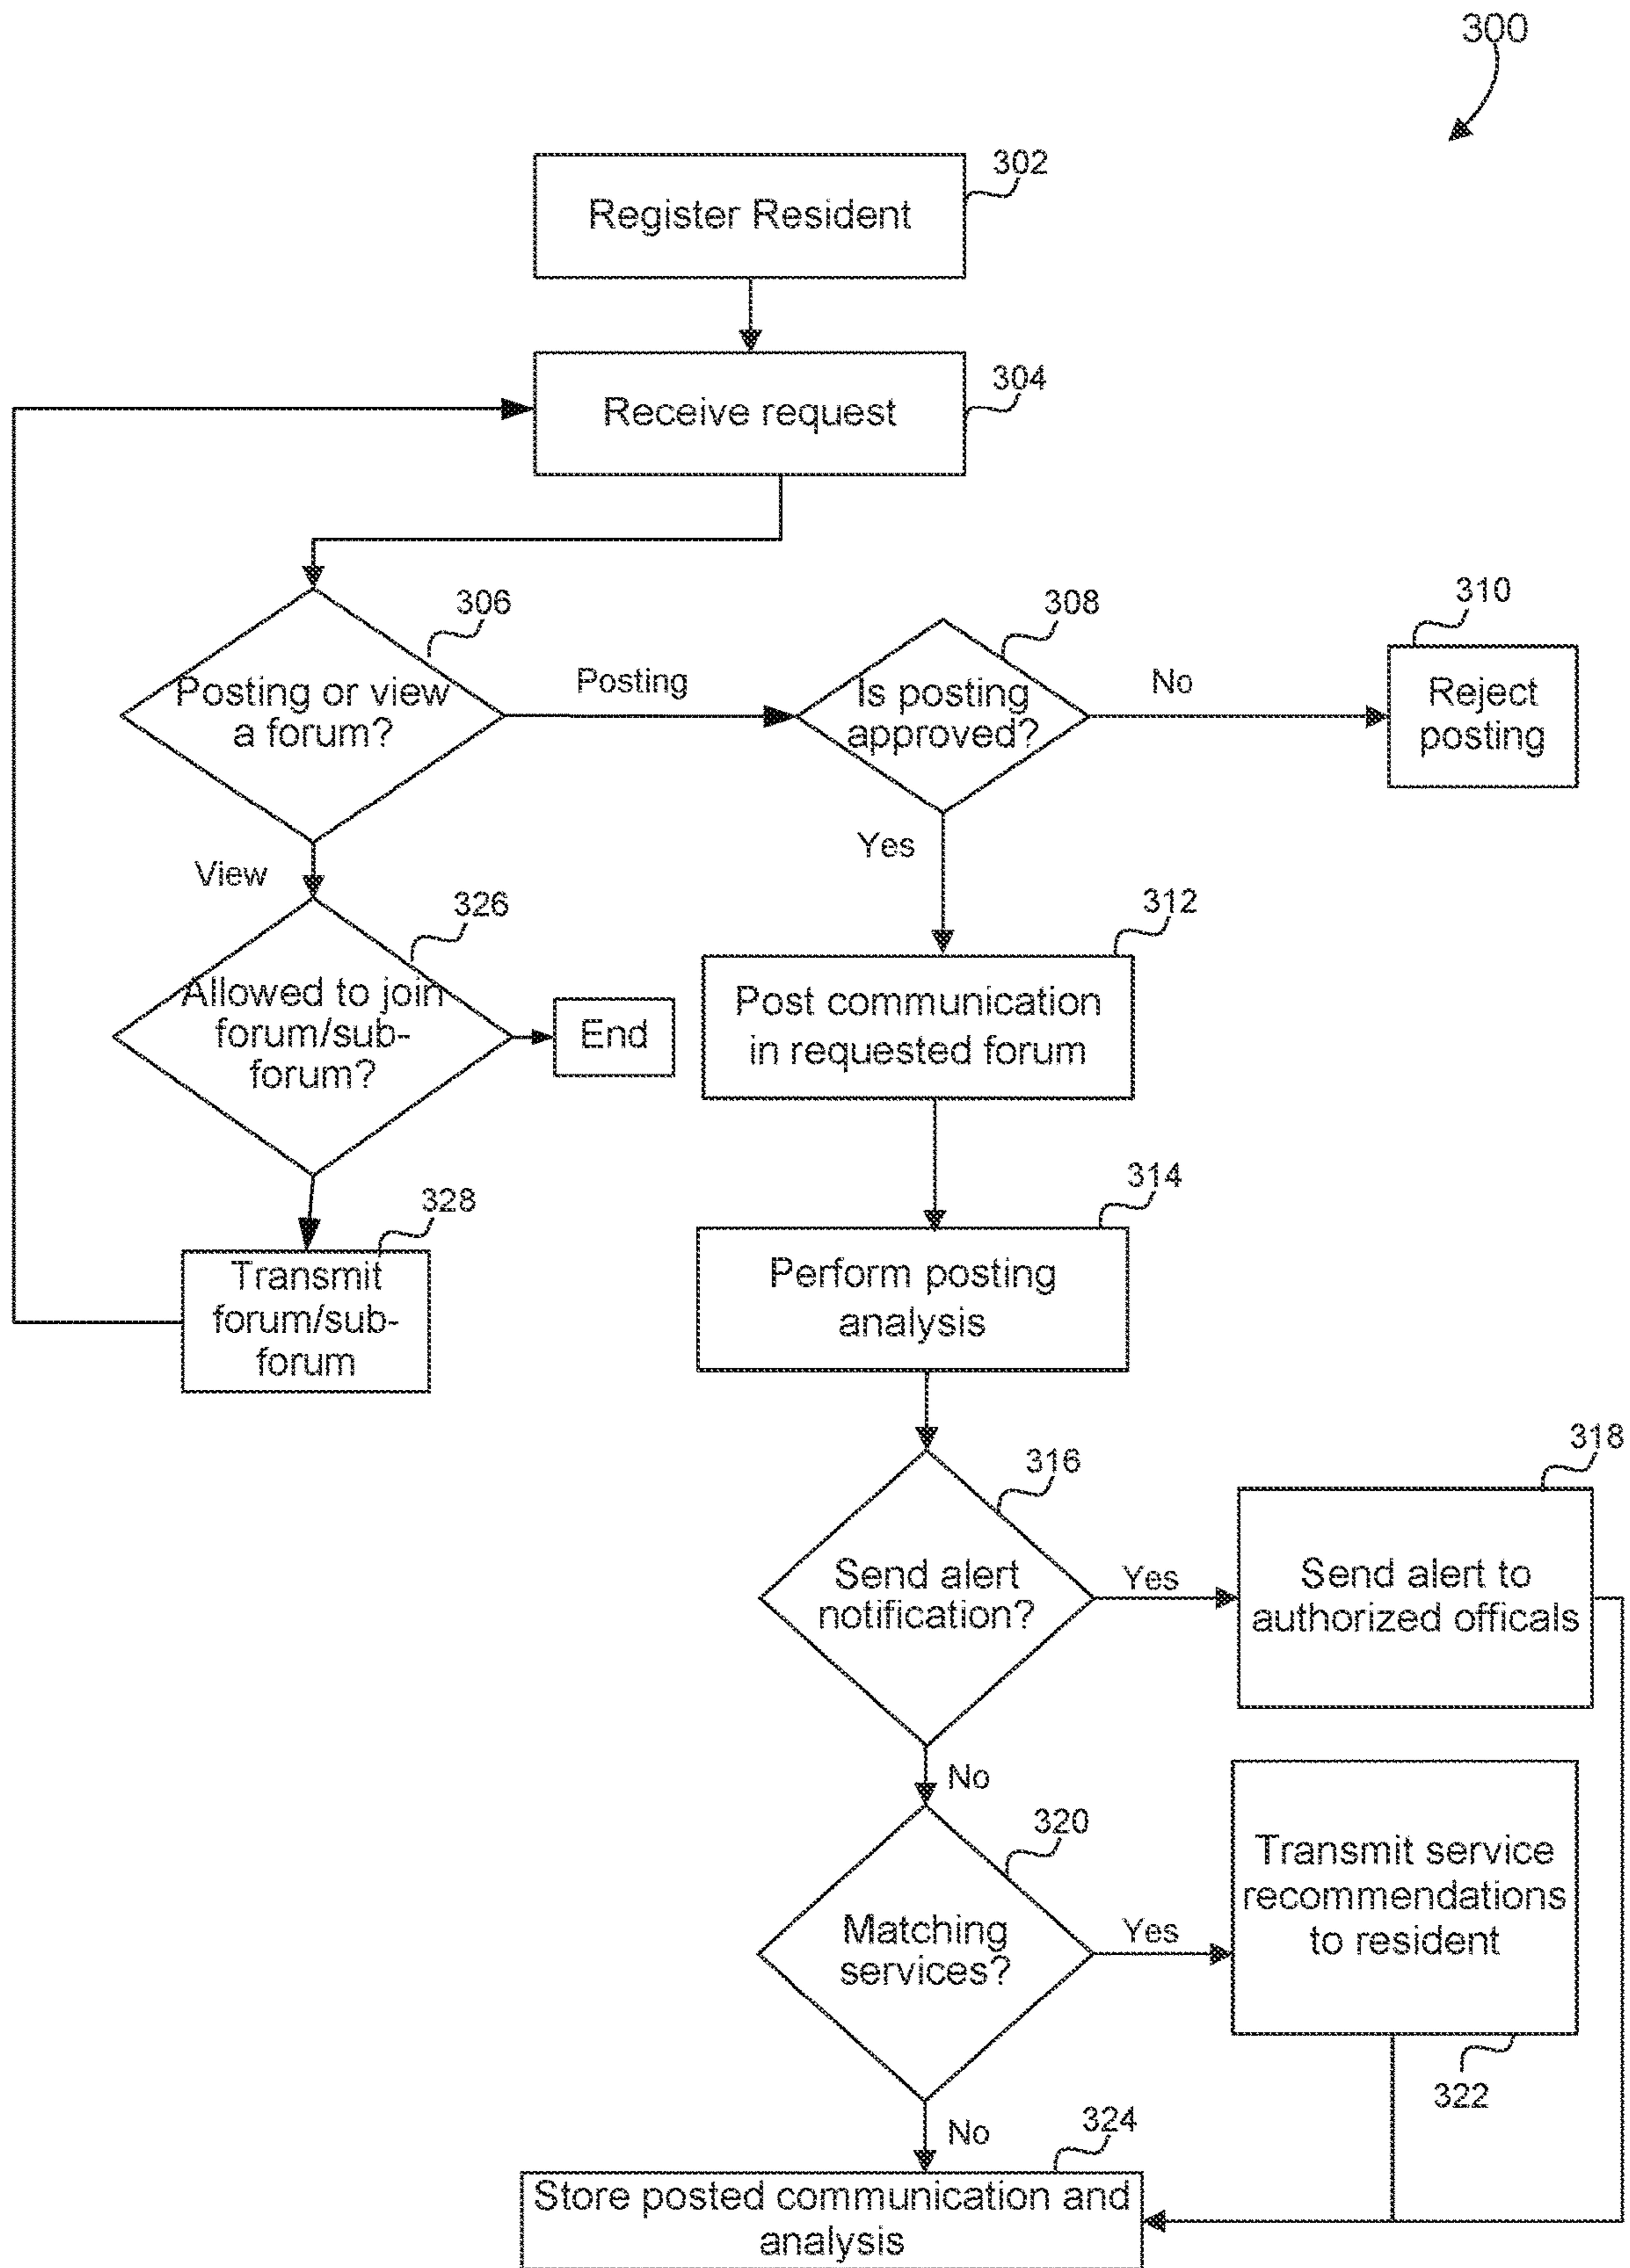 300
302
Register Resident
304
Receive request
306
Posting or view
a forum?
Posting
308
Is posting
approved?
No
310
Reject
posting
View
Yes
326
Allowed to join
forum/sub-
forum?
End
312
Post communication
in requested forum
328
Transmit
forum/sub-
forum
314
Perform posting
analysis
316
Send alert
notification?
Yes
318
Send alert to
authorized officals
No
320
Matching
services?
Yes
Transmit service
recommendations
to resident
322
No
324
Store posted communication and
analysis